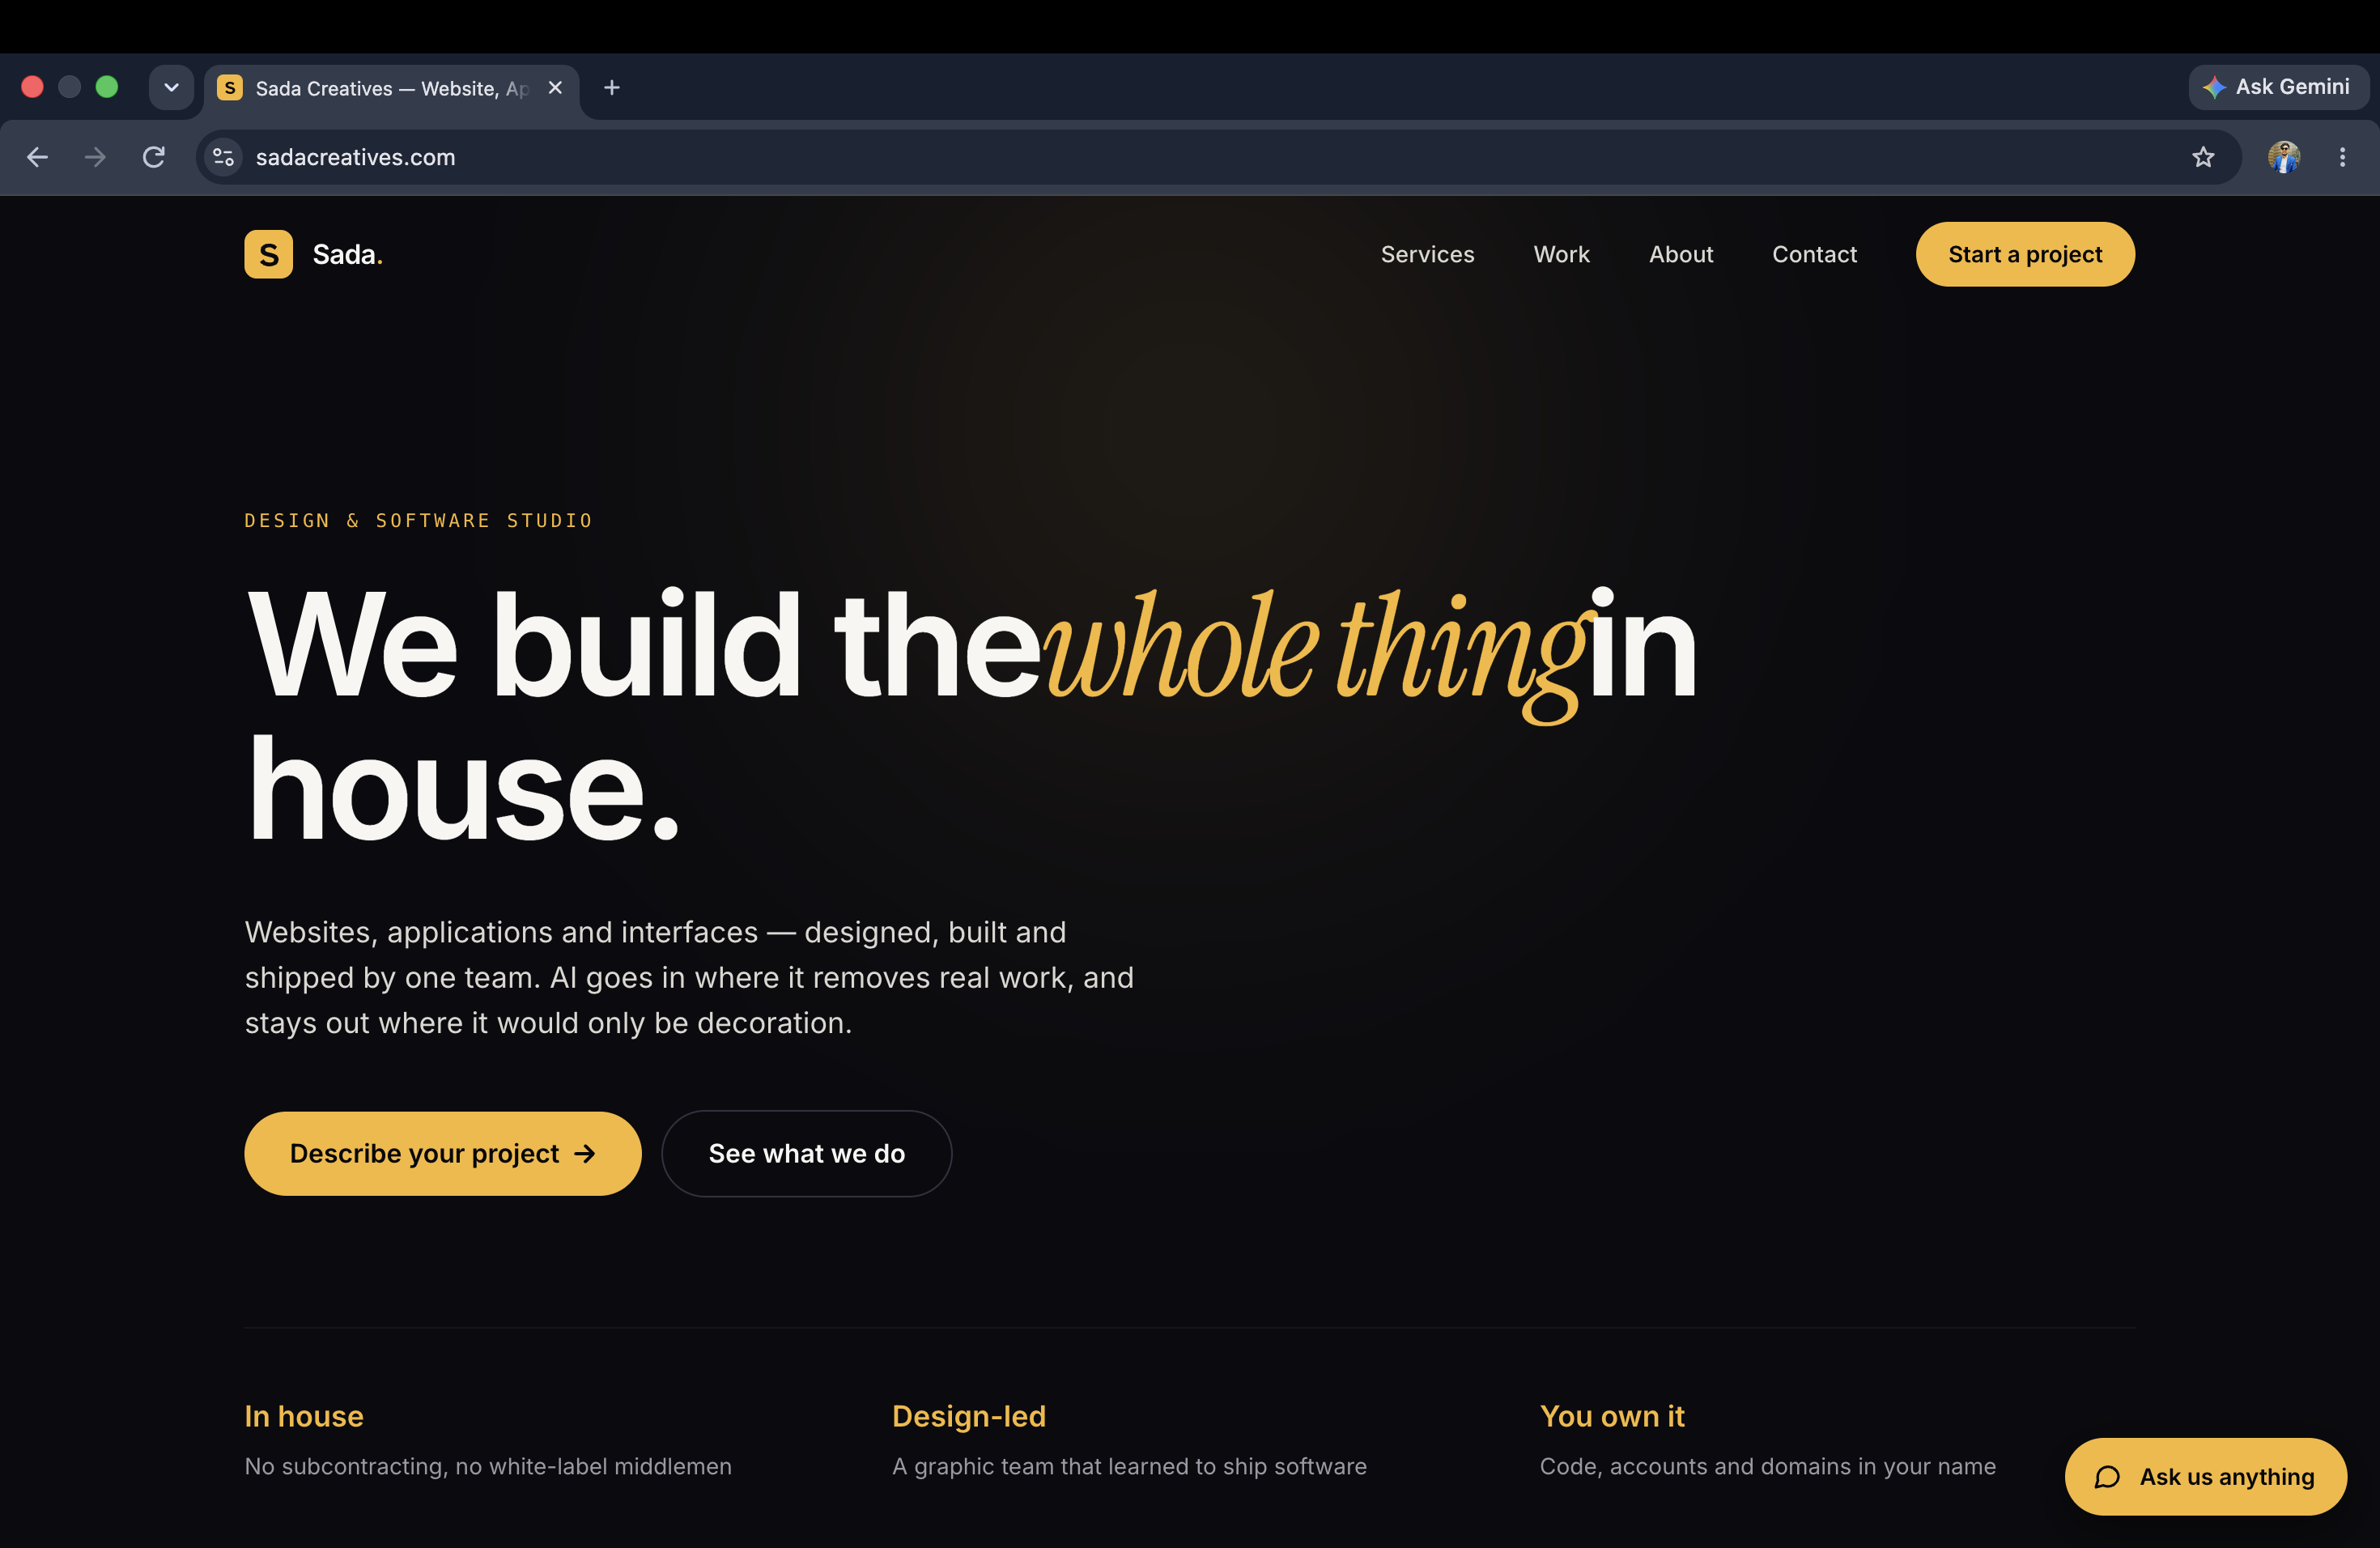 Sada Creatives — Website, Ap
Ask Gemini
sadacreatives.com
S Sada.
Services Work About Contact Start a project
DESIGN & SOFTWARE STUDIO
We build the whole thing in
house.
Websites, applications and interfaces — designed, built and
shipped by one team. AI goes in where it removes real work, and
stays out where it would only be decoration.
Describe your project →
See what we do
In house
No subcontracting, no white-label middlemen
Design-led
A graphic team that learned to ship software
You own it
Code, accounts and domains in your name
Ask us anything